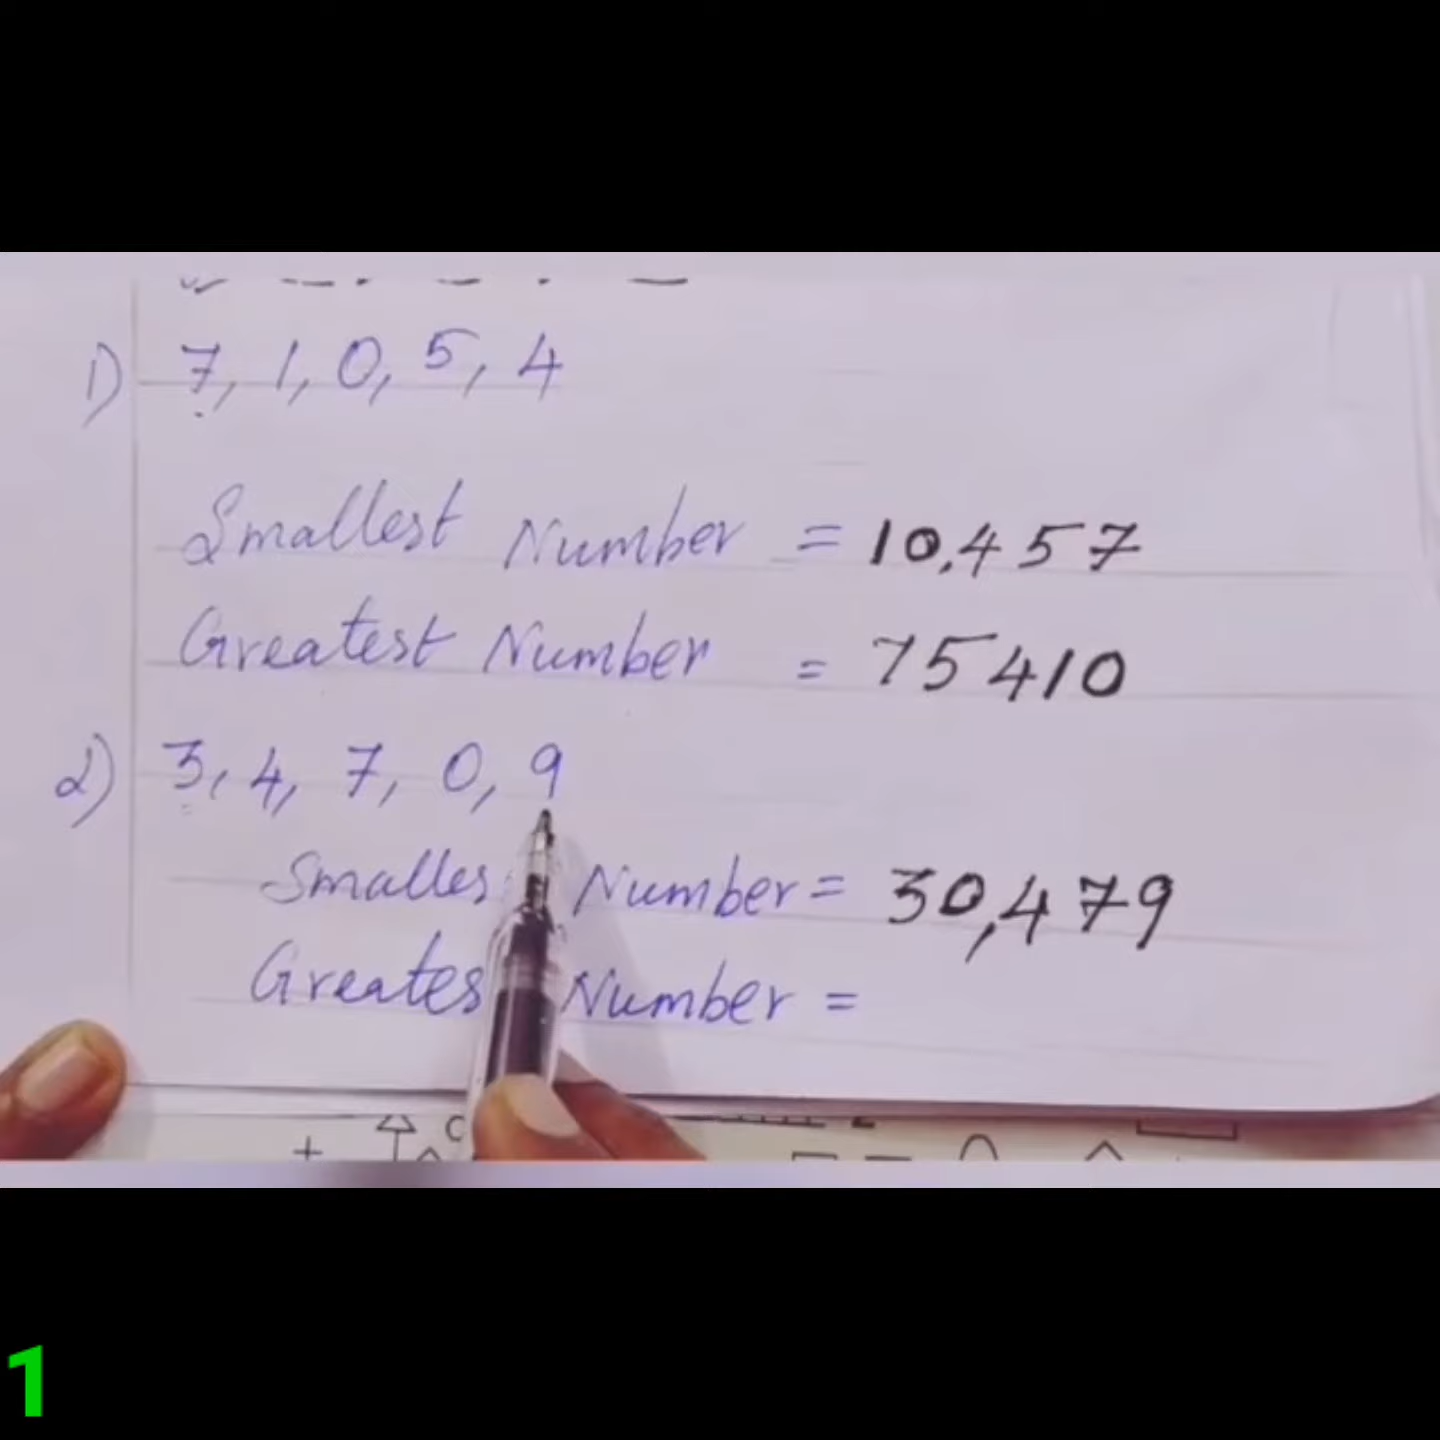 1) 7, 1, 0, 5, 4
Smallest Number = 10,457
Greatest Number = 75410
2) 3, 4, 7, 0, 9
Smalles Number = 30,479
Greates Number =
1